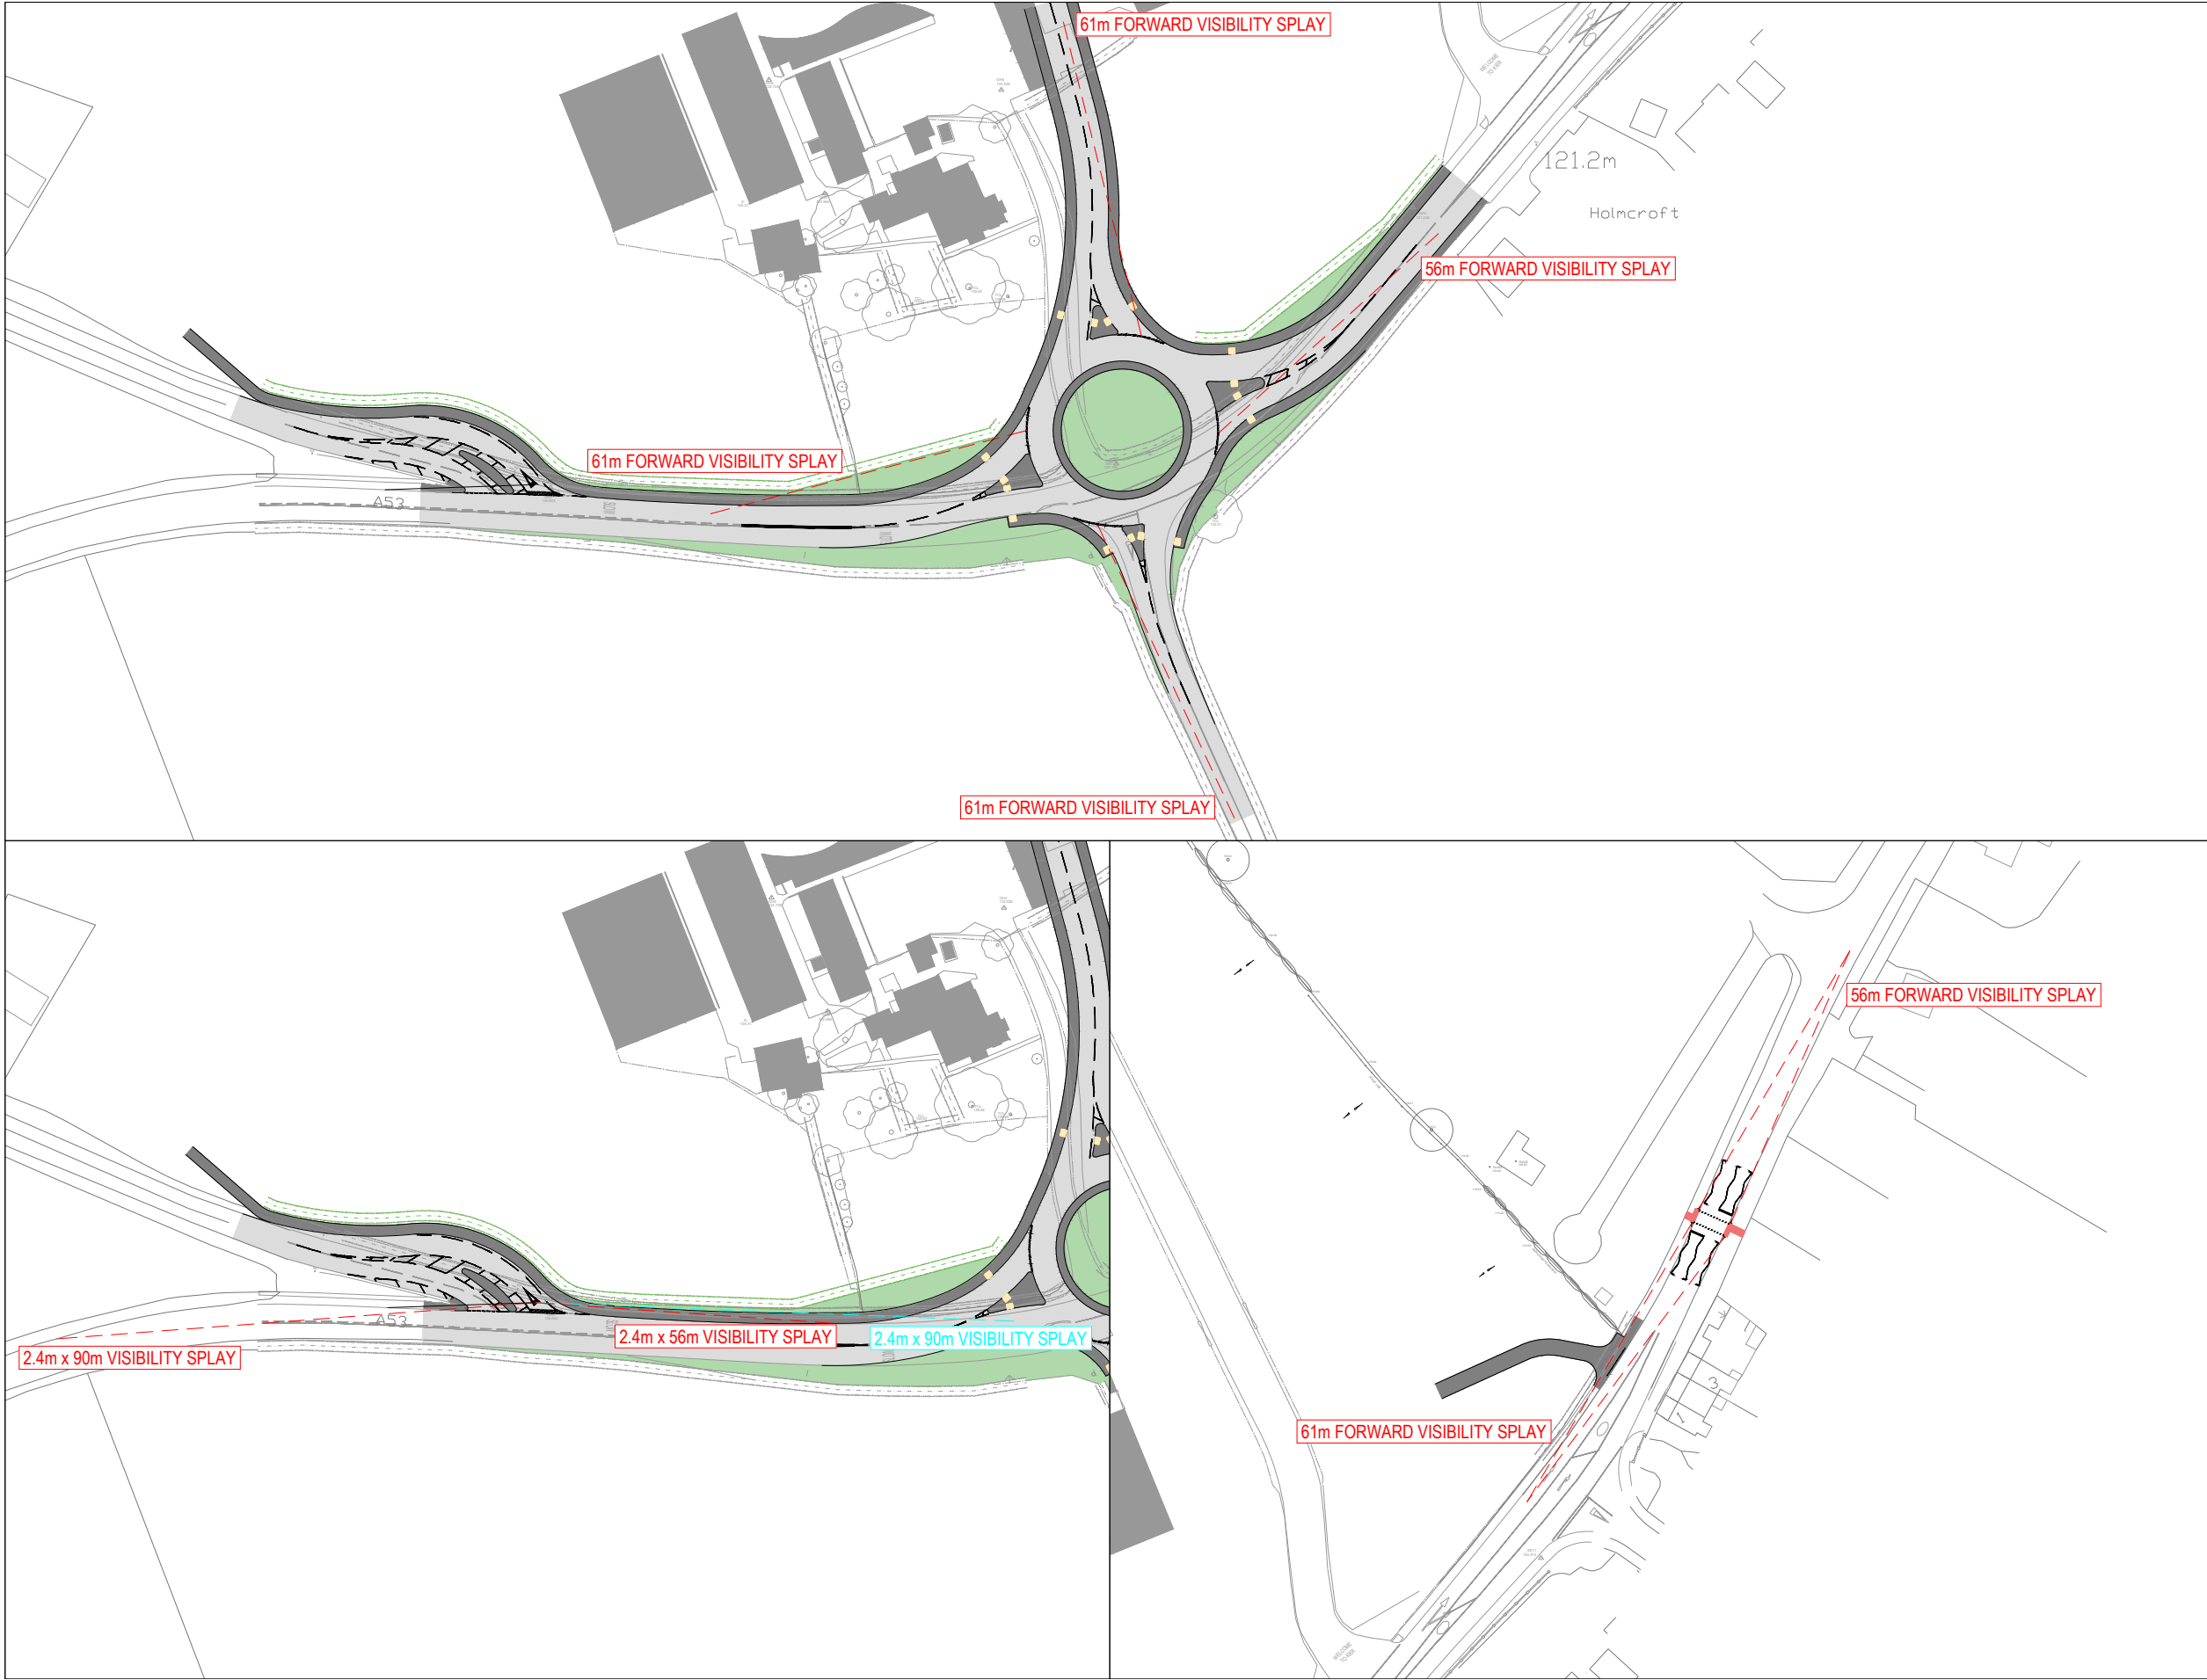 61m FORWARD VISIBILITY SPLAY
121.2m
Holmcroft
56m FORWARD VISIBILITY SPLAY
61m FORWARD VISIBILITY SPLAY
A53
61m FORWARD VISIBILITY SPLAY
56m FORWARD VISIBILITY SPLAY
A53
2.4m x 56m VISIBILITY SPLAY
2.4m x 90m VISIBILITY SPLAY
2.4m x 90m VISIBILITY SPLAY
3
1
61m FORWARD VISIBILITY SPLAY